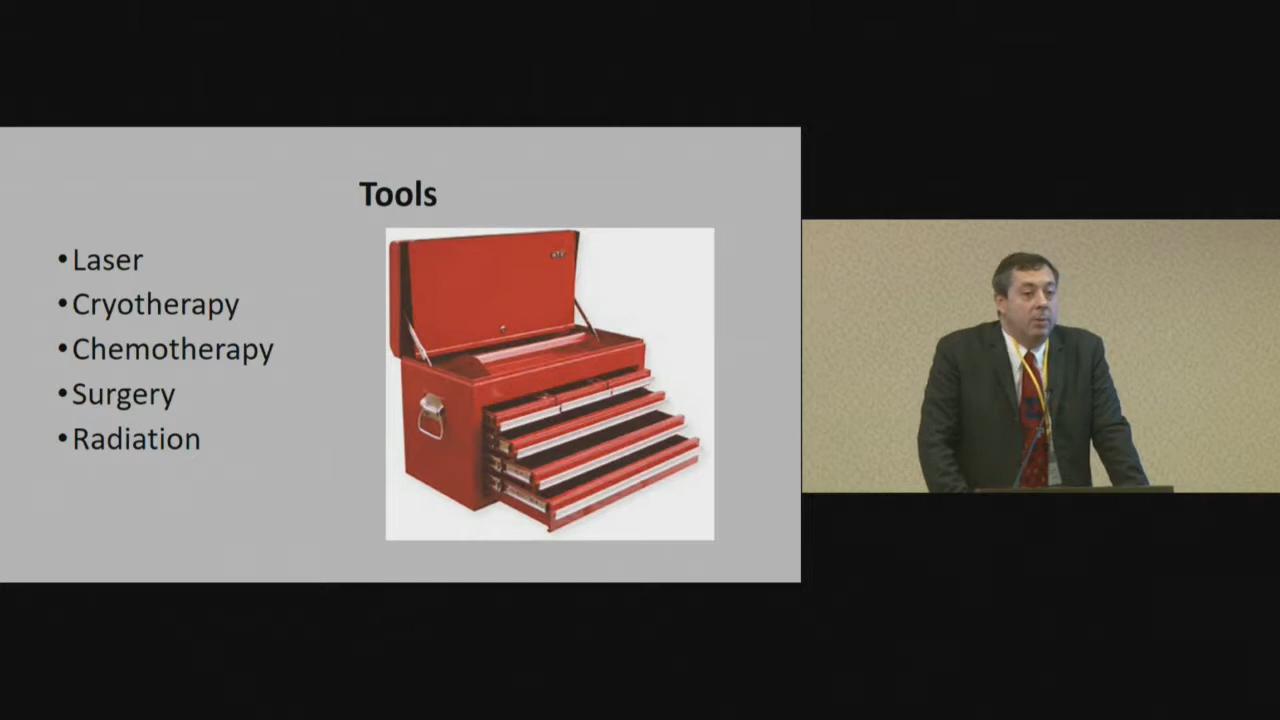 Tools
•Laser
•Cryotherapy
•Chemotherapy
•Surgery
•Radiation